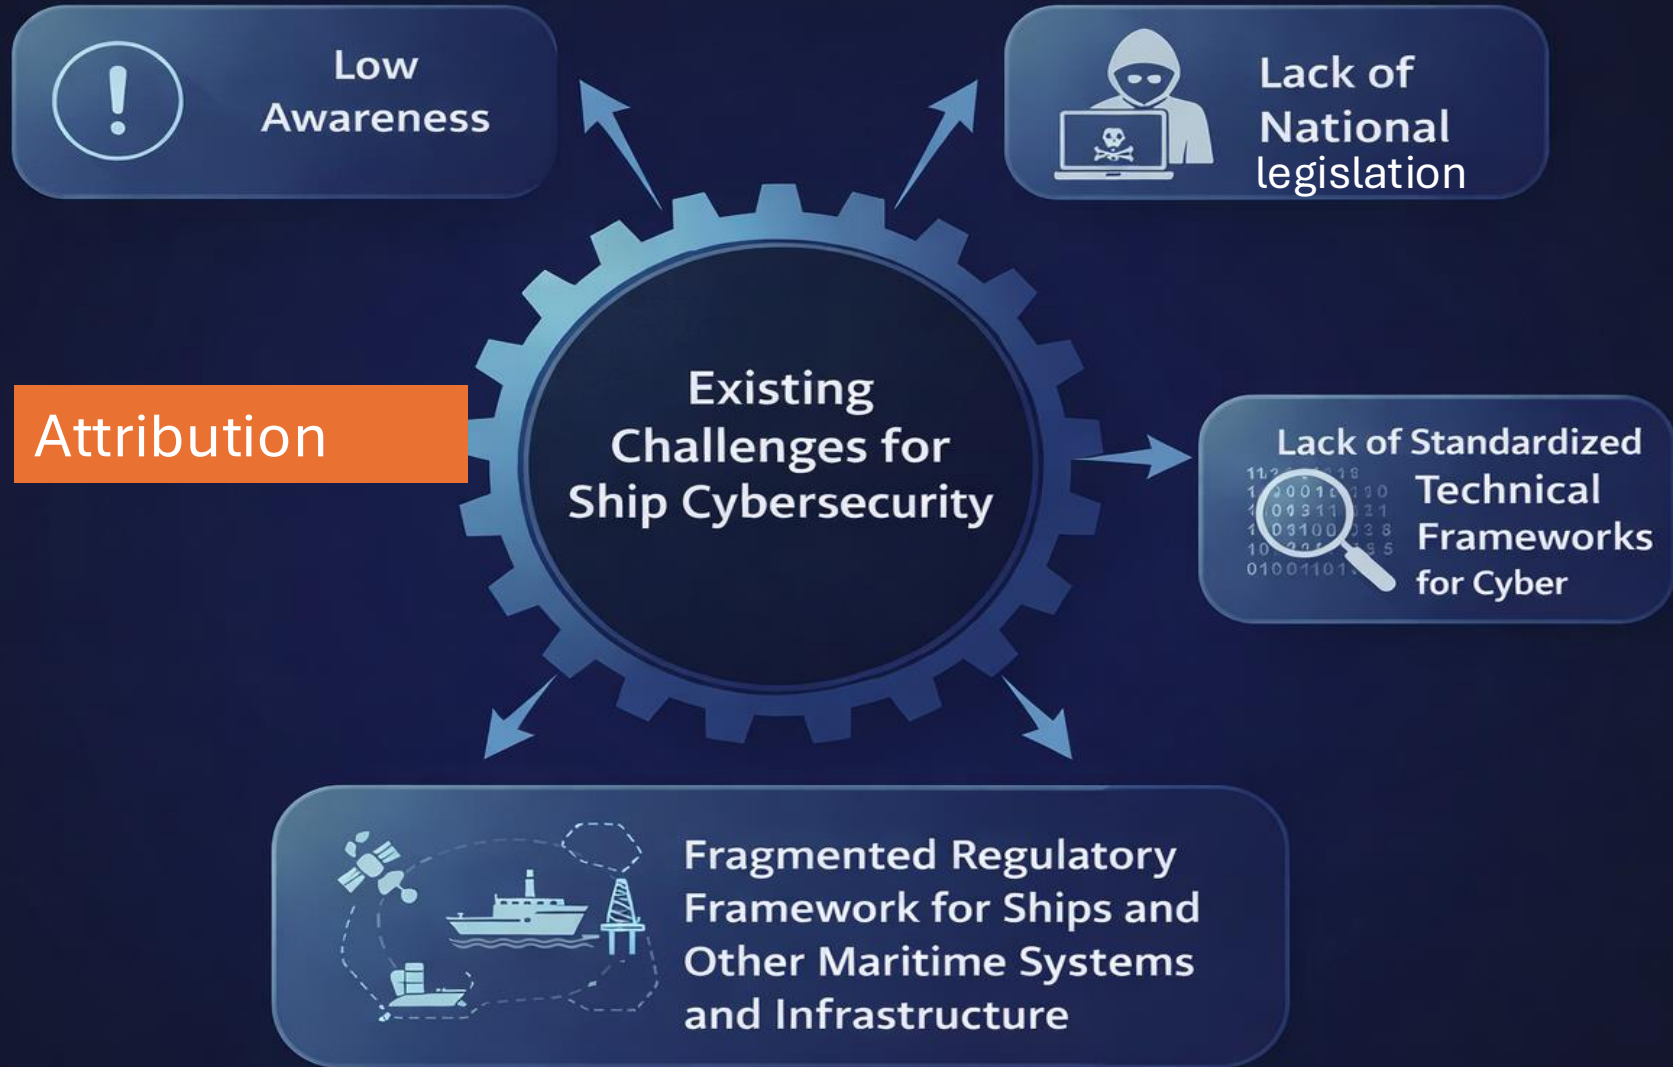 Low
Awareness
Lack of
National
legislation
Attribution
Existing
Challenges for
Ship Cybersecurity
Lack of Standardized
Technical
Frameworks
for Cyber
Fragmented Regulatory
Framework for Ships and
Other Maritime Systems
and Infrastructure